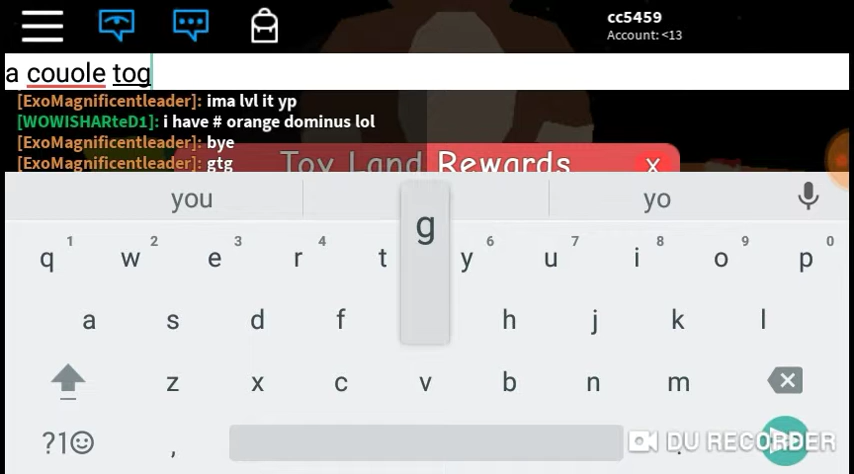 cc5459
Account: <13
a couole tog
[ExoMagnificentleader]: ima lvl it yp
[WOWISHARteD1]: i have # orange dominus lol
[ExoMagnificentleader]: bye
[ExoMagnificentleader]: gtg
Toy Land Rewards X
you yo
1 2 3 4 6 7 8 9 0
q w e r t y u i o p
g
a s d f h j k l
z x c v b n m
?1☺ , .
DU RECORDER